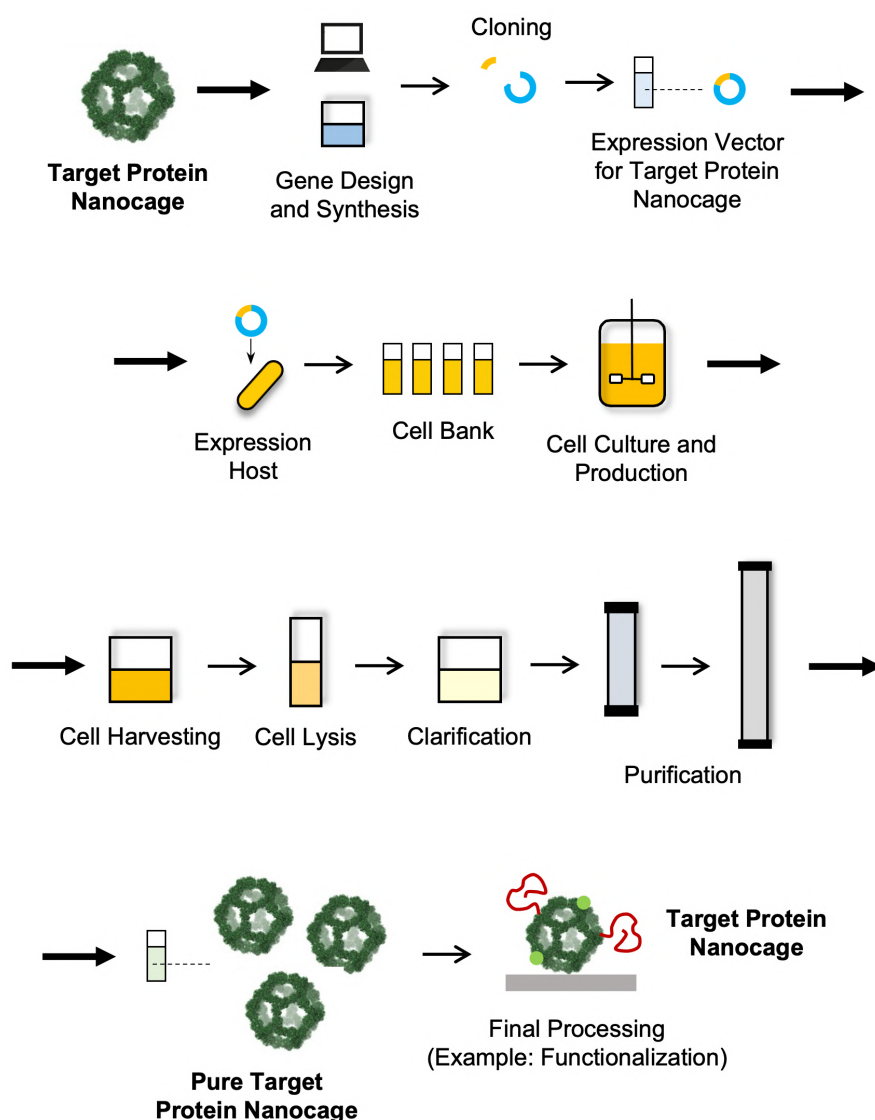 Cloning
Target Protein
Nanocage
Gene Design
and Synthesis
Expression Vector
for Target Protein
Nanocage
Expression
Host
Cell Bank
Cell Culture and
Production
Cell Harvesting
Cell Lysis
Clarification
Purification
Target Protein
Nanocage
Final Processing
(Example: Functionalization)
Pure Target
Protein Nanocage